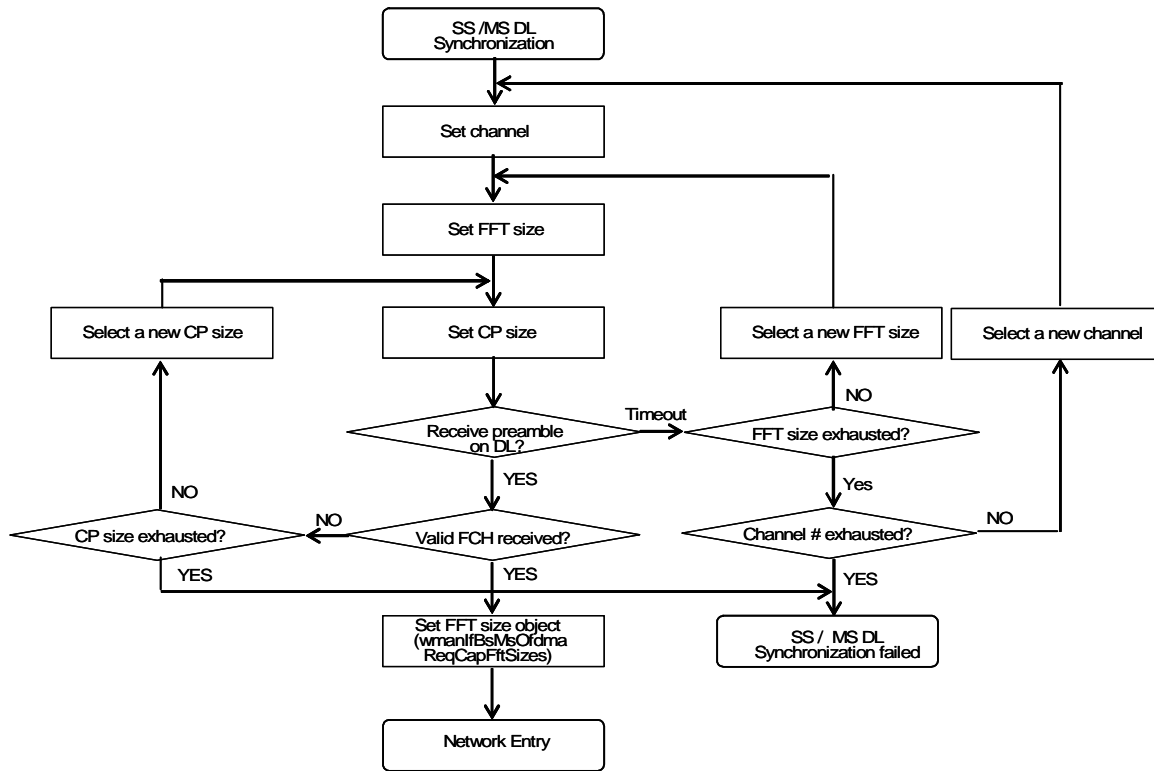 SS /MS DL
Synchronization
Set channel
Set FFT size
Select a new CP size
Set CP size
Select a new FFT size
Select a new channel
NO
Timeout
Receive preamble
on DL?
FFT size exhausted?
YES
Yes
NO
NO
NO
CP size exhausted?
Valid FCH received?
Channel # exhausted?
YES
YES
YES
Set FFT size object
(wmanIfBsMsOfdma
ReqCapFftSizes)
SS / MS DL
Synchronization failed
Network Entry